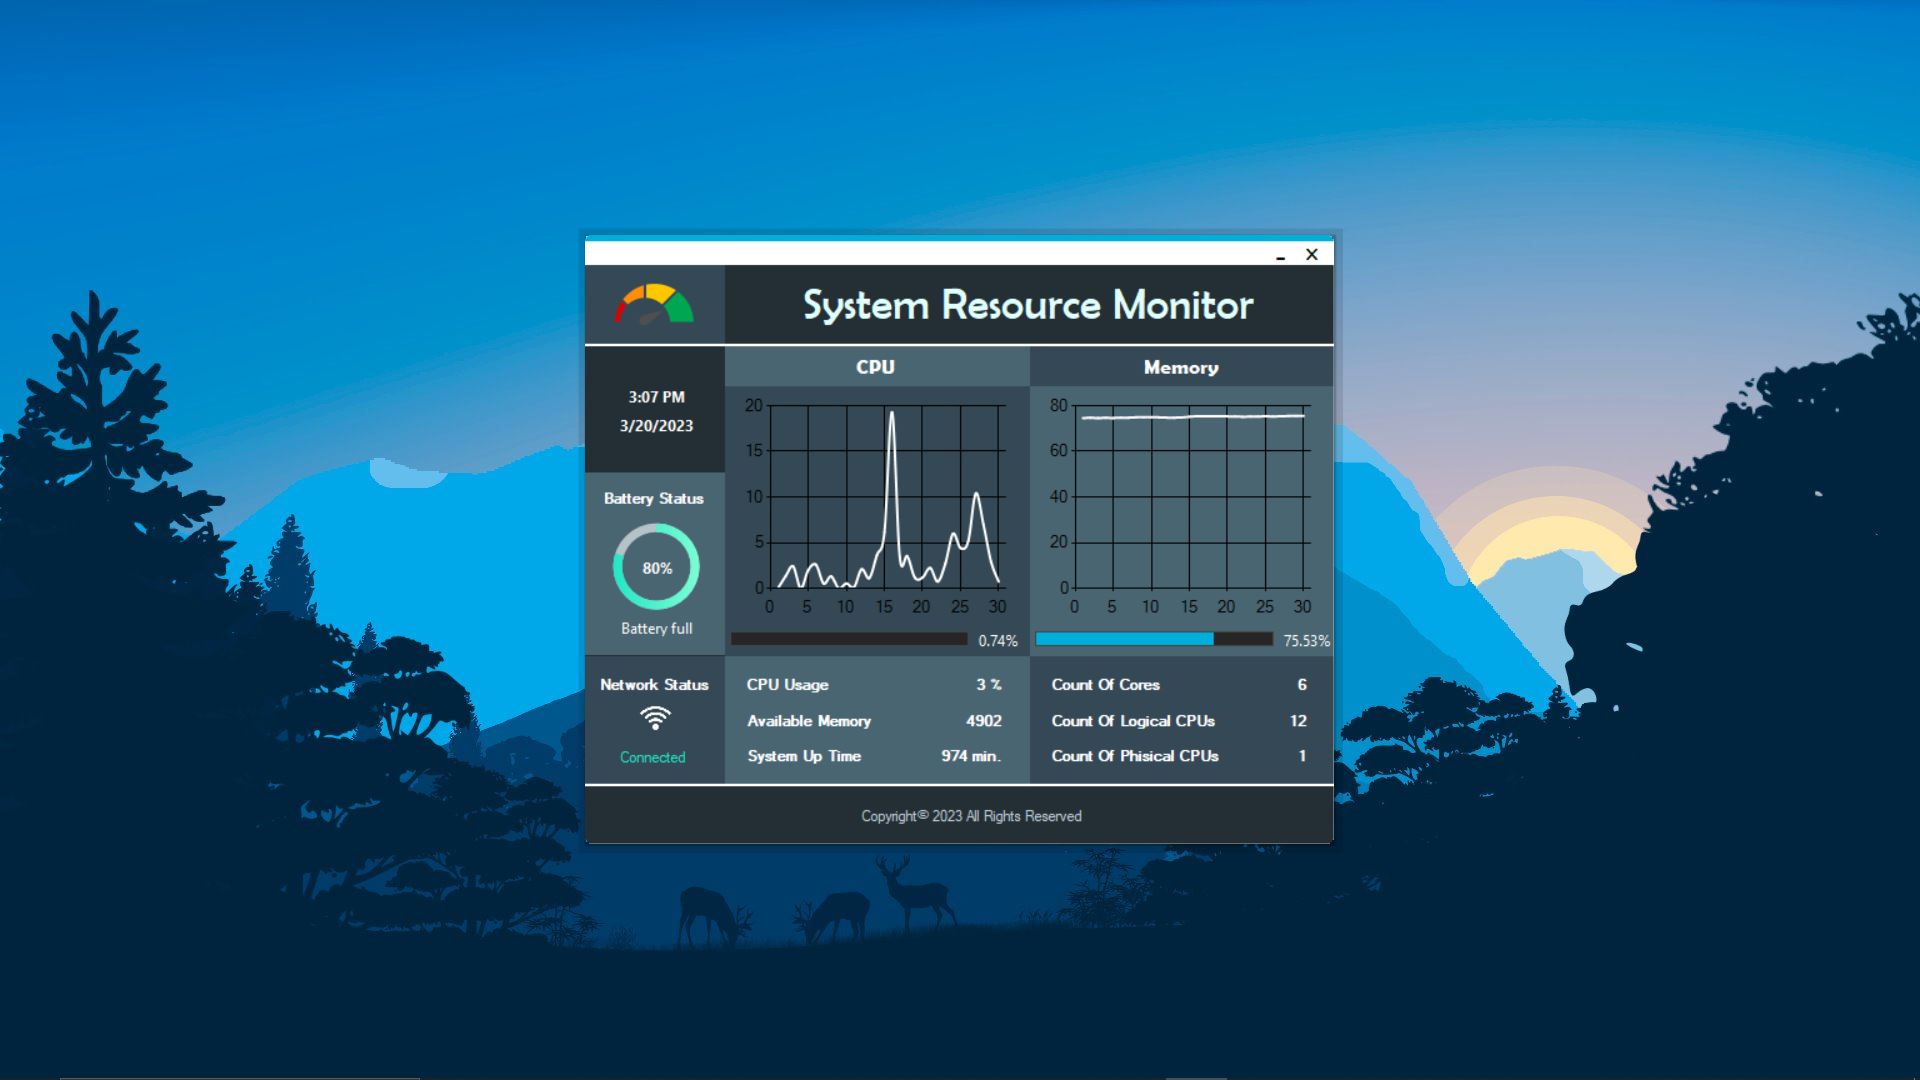 System Resource Monitor
3:07 PM
3/20/2023
Battery Status
80%
Battery full
Network Status
Connected
CPU
20
15
10
5
0
0 5 10 15 20 25 30
0.74%
Memory
80
60
40
20
0
0 5 10 15 20 25 30
75.53%
CPU Usage 3 %
Available Memory 4902
System Up Time 974 min.
Count Of Cores 6
Count Of Logical CPUs 12
Count Of Phisical CPUs 1
Copyright© 2023 All Rights Reserved